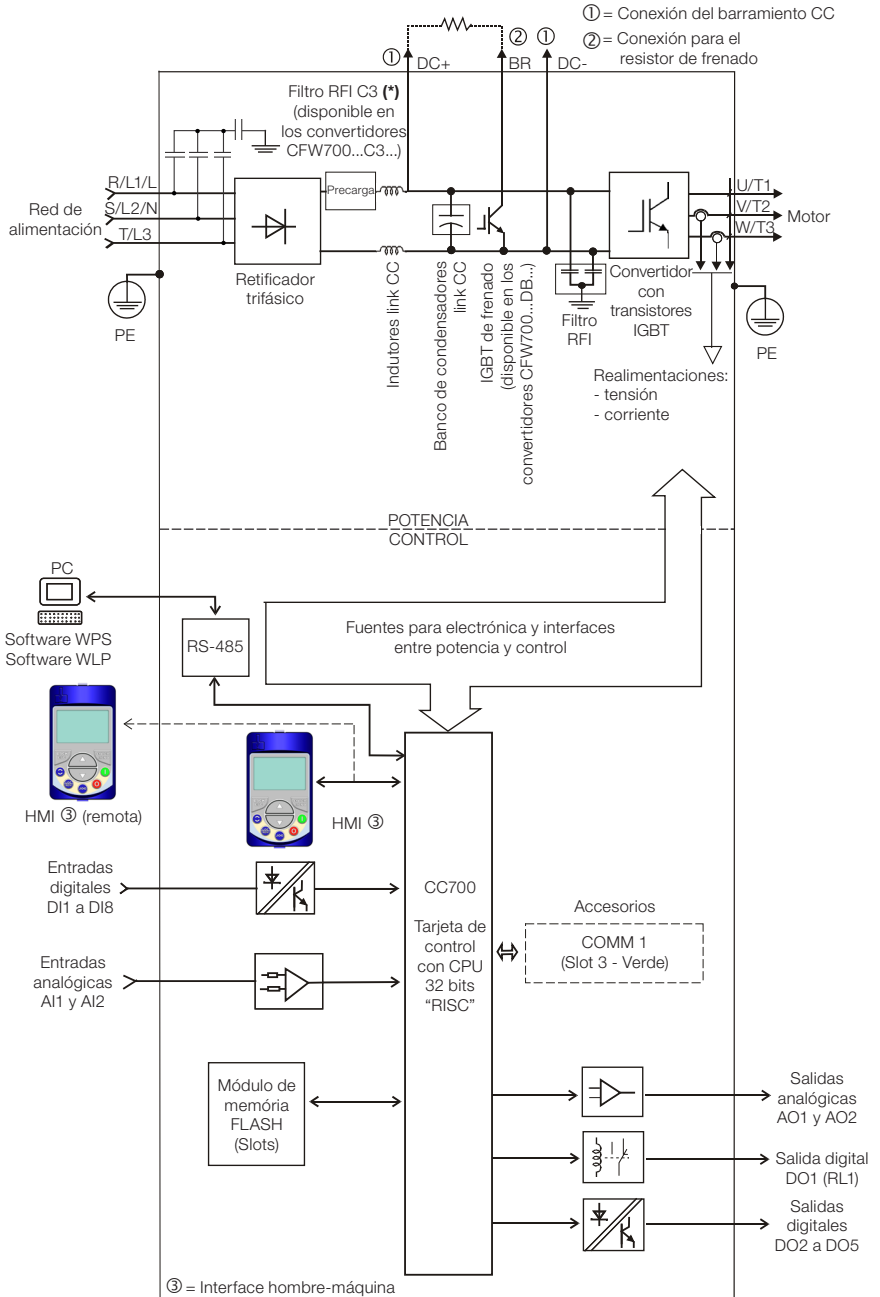 ① = Conexión del barramiento CC
② = Conexión para el
resistor de frenado
①
DC+
②
BR
①
DC-
Filtro RFI C3 (*)
(disponible en
los convertidores
CFW700...C3...)
R/L1/L
S/L2/N
T/L3
Red de
alimentación
PE
Precarga
Retificador
trifásico
Indutores link CC
Banco de condensadores
link CC
IGBT de frenado
(disponible en los
convertidores CFW700...DB...)
Filtro
RFI
Convertidor
con
transistores
IGBT
U/T1
V/T2
W/T3
Motor
PE
Realimentaciones:
- tensión
- corriente
POTENCIA
CONTROL
PC
Software WPS
Software WLP
RS-485
Fuentes para electrónica y interfaces
entre potencia y control
HMI ③ (remota)
HMI ③
Entradas
digitales
DI1 a DI8
Entradas
analógicas
AI1 y AI2
CC700
Tarjeta de
control
con CPU
32 bits
“RISC”
Accesorios
COMM 1
(Slot 3 - Verde)
Módulo de
memória
FLASH
(Slots)
Salidas
analógicas
AO1 y AO2
Salida digital
DO1 (RL1)
Salidas
digitales
DO2 a DO5
③ = Interface hombre-máquina